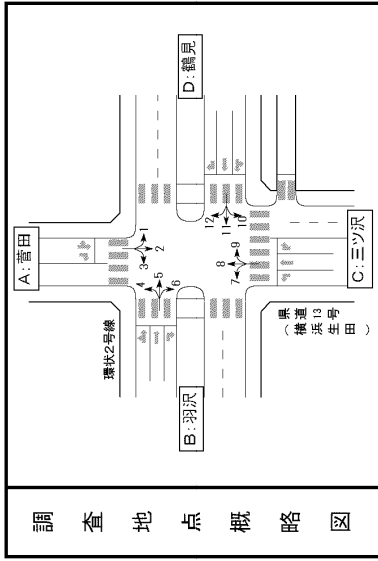 調査地点概略図
A:菅田
B:羽沢
C:三ツ沢
D:鶴見
環状2号線
県道13号
(横浜生田)
1
2
3
4
5
6
7
8
9
10
11
12